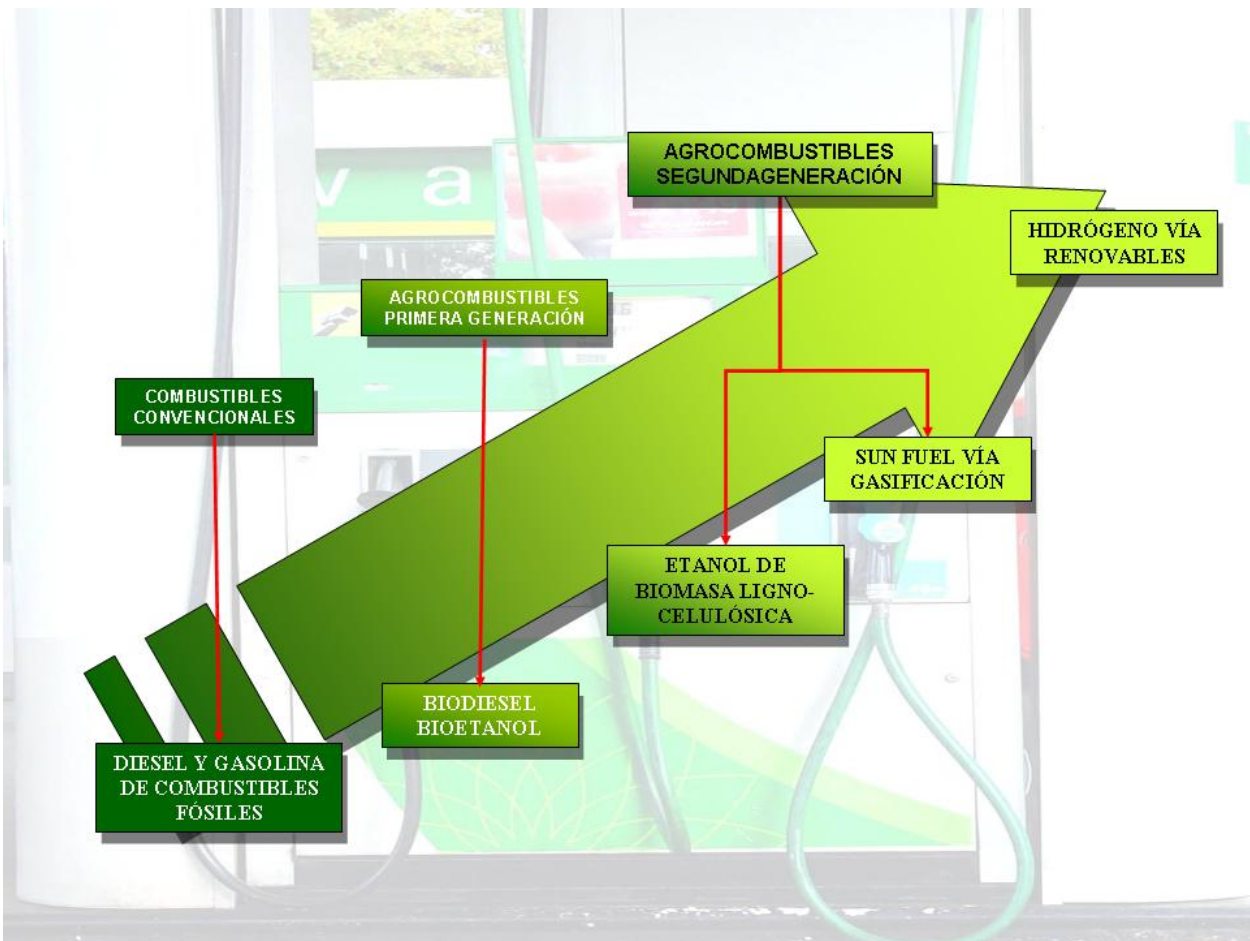 AGROCOMBUSTIBLES
SEGUNDAGENERACIÓN
HIDRÓGENO VÍA
RENOVABLES
AGROCOMBUSTIBLES
PRIMERA GENERACIÓN
COMBUSTIBLES
CONVENCIONALES
SUN FUEL VÍA
GASIFICACIÓN
ETANOL DE
BIOMASA LIGNO-
CELULÓSICA
BIODIESEL
BIOETANOL
DIESEL Y GASOLINA
DE COMBUSTIBLES
FÓSILES
v a